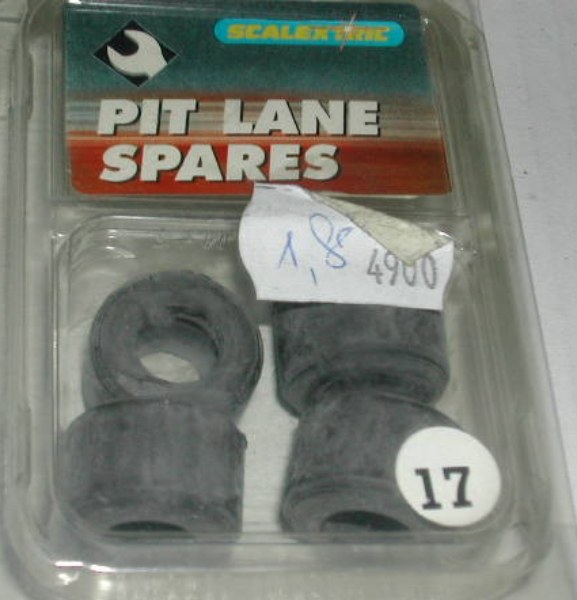 SCALEXTRIC
PIT LANE
SPARES
1,8
4900
17